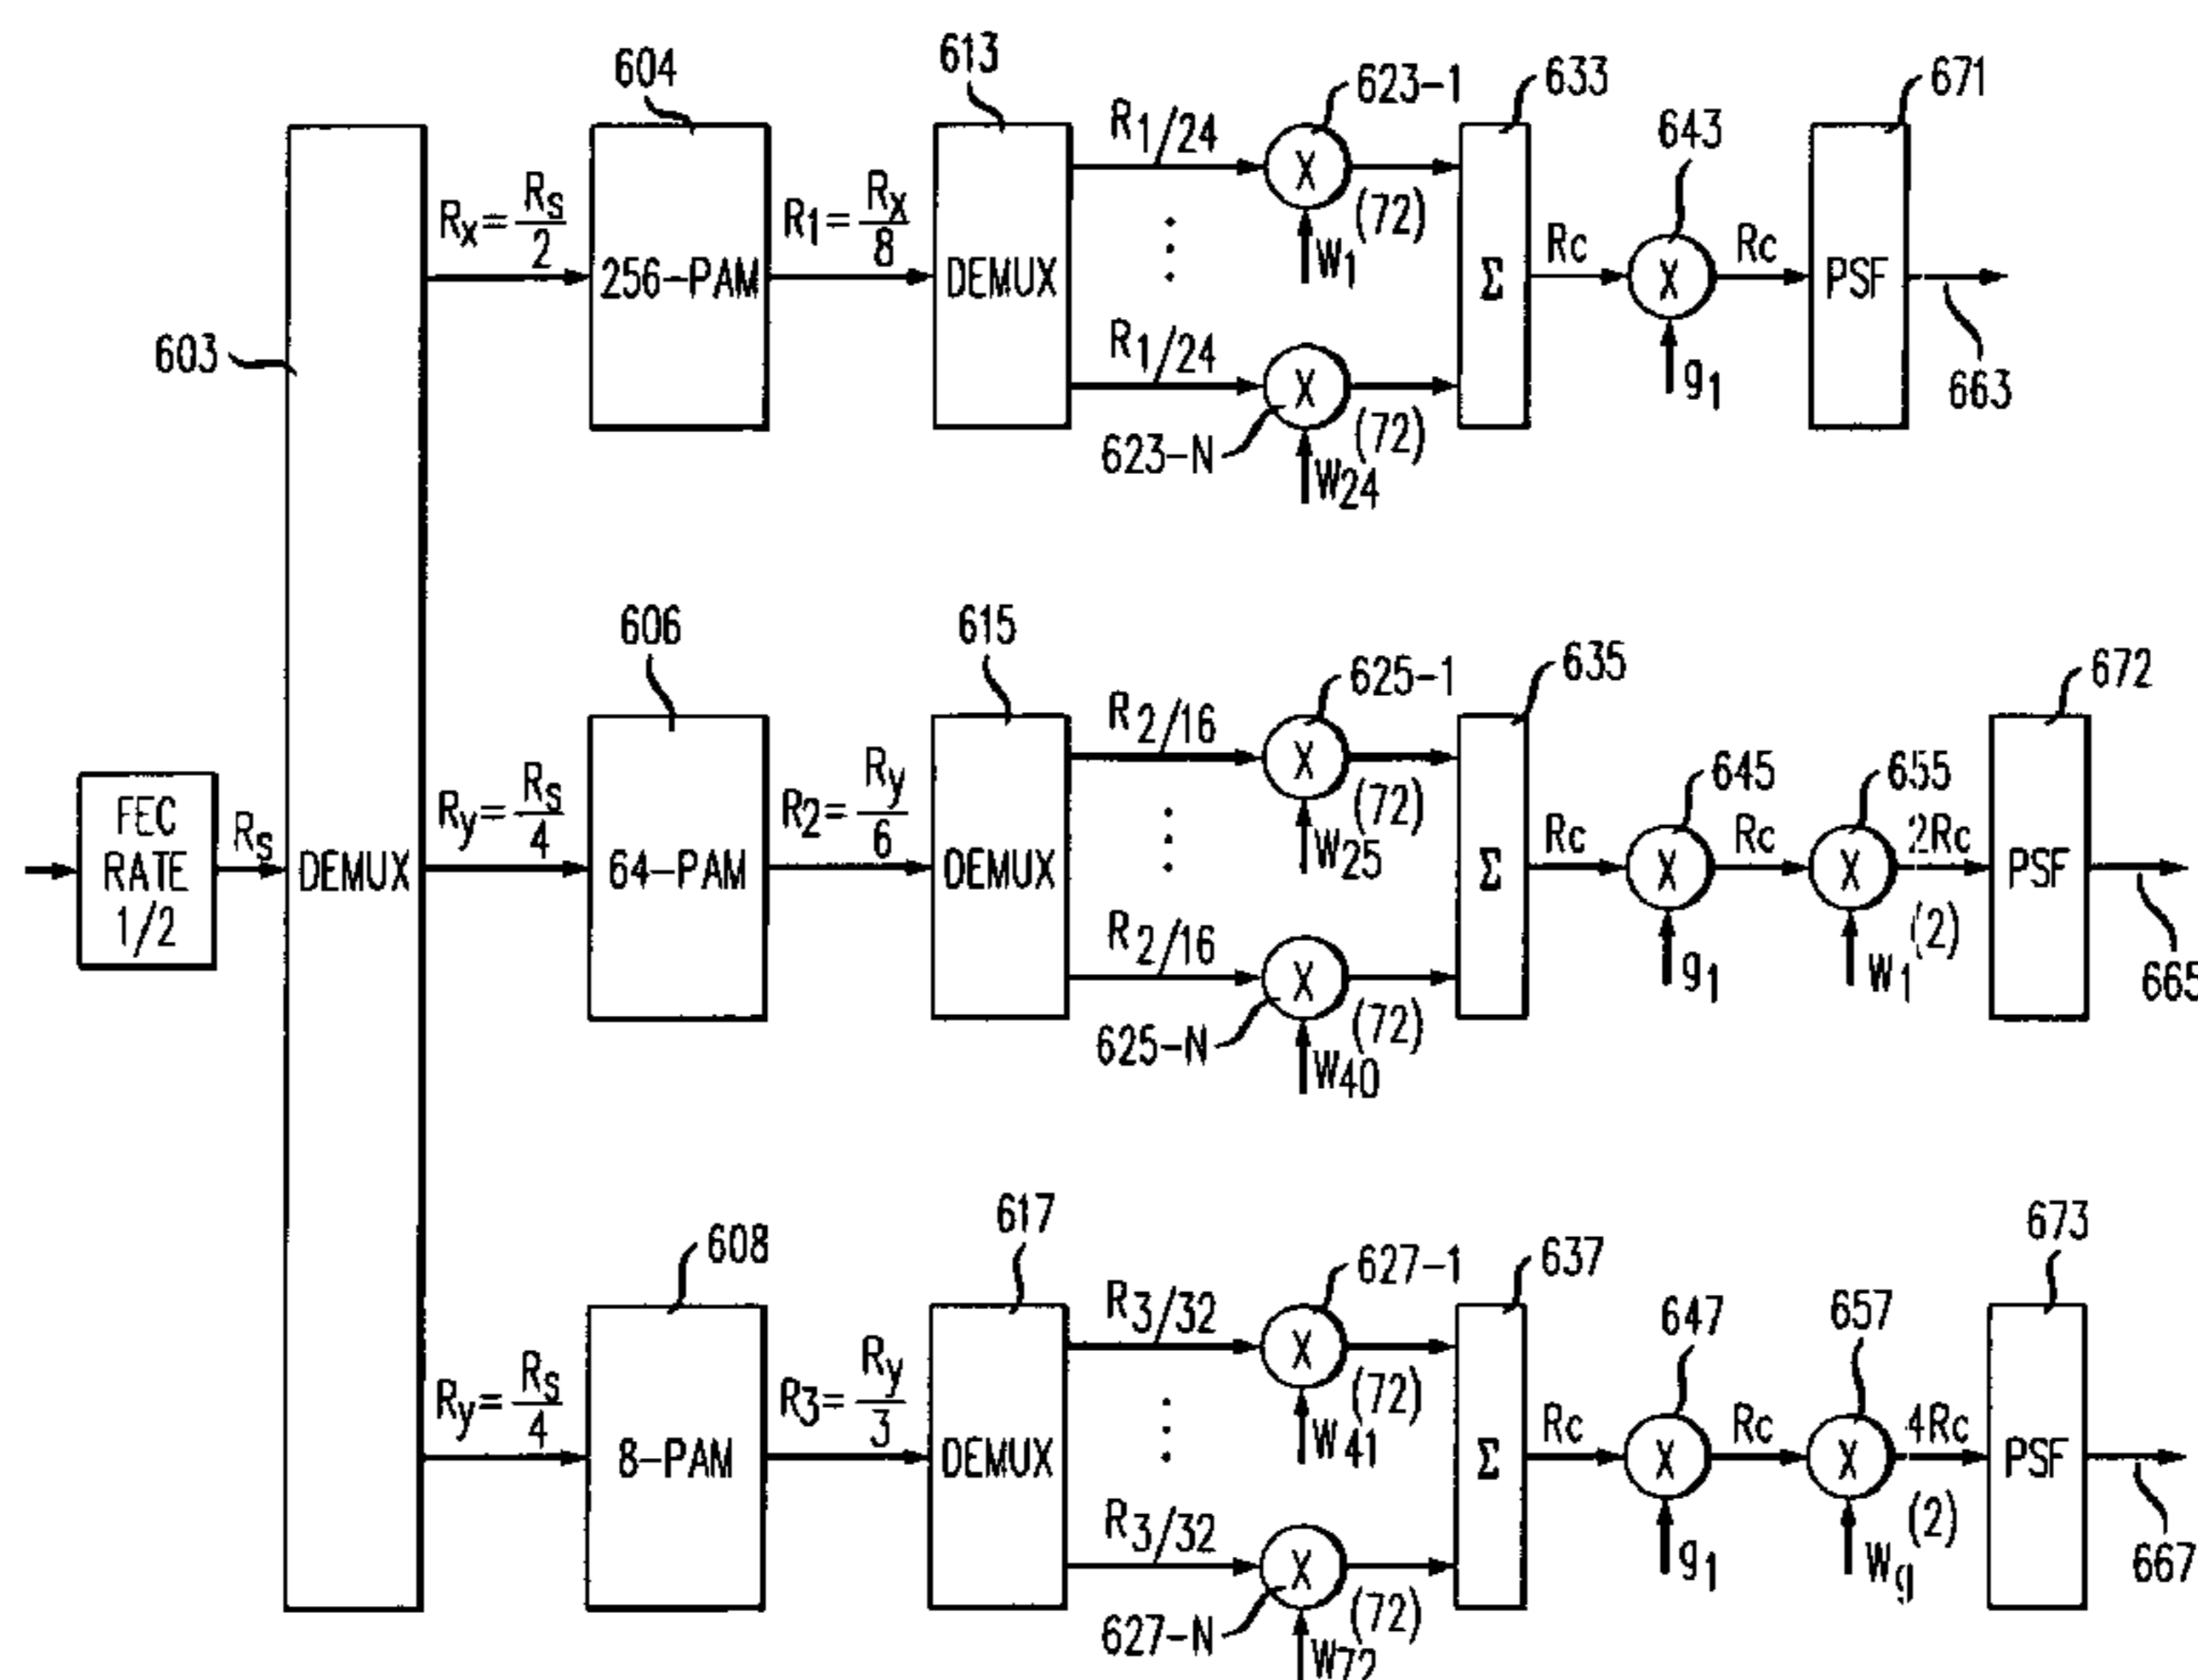 604
613
623-1
633
643
671
603
Rx=Rs/2
256-PAM
R1=Rx/8
DEMUX
R1/24
X
W1(72)
R1/24
623-N
X
W24(72)
Σ
Rc
X
g1
Rc
PSF
663
606
615
625-1
635
645
655
672
FEC
RATE
1/2
Rs
DEMUX
Ry=Rs/4
64-PAM
R2=Ry/6
DEMUX
R2/16
X
W25(72)
R2/16
625-N
X
W40(72)
Σ
Rc
X
g1
Rc
X
W1(2)
2Rc
PSF
665
608
617
627-1
637
647
657
673
Ry=Rs/4
8-PAM
R3=Ry/3
DEMUX
R3/32
X
W41(72)
R3/32
627-N
X
W72(72)
Σ
Rc
X
g1
Rc
X
Wg(2)
4Rc
PSF
667